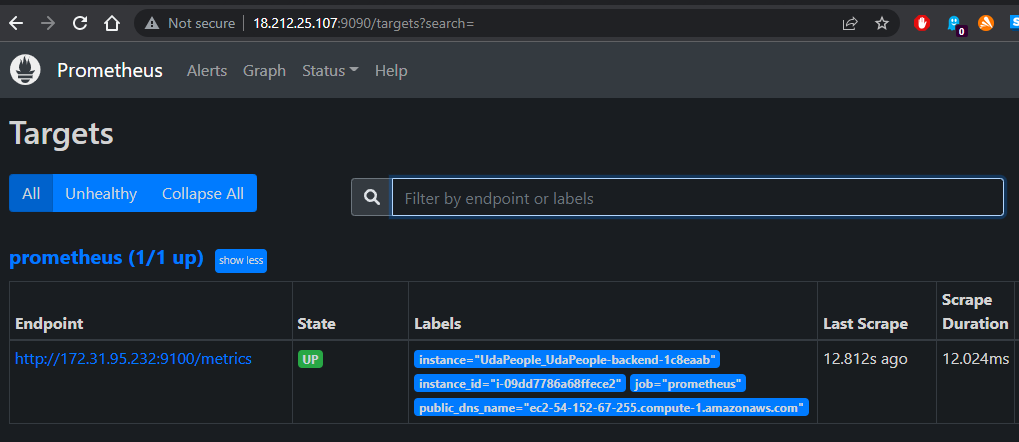 Not secure | 18.212.25.107:9090/targets?search=
0
Prometheus Alerts Graph Status Help
Targets
All Unhealthy Collapse All
Filter by endpoint or labels
prometheus (1/1 up) show less
Endpoint State Labels Last Scrape Scrape Duration
http://172.31.95.232:9100/metrics UP instance="UdaPeople_UdaPeople-backend-1c8eaab" 12.812s ago 12.024ms
instance_id="i-09dd7786a68ffece2" job="prometheus"
public_dns_name="ec2-54-152-67-255.compute-1.amazonaws.com"